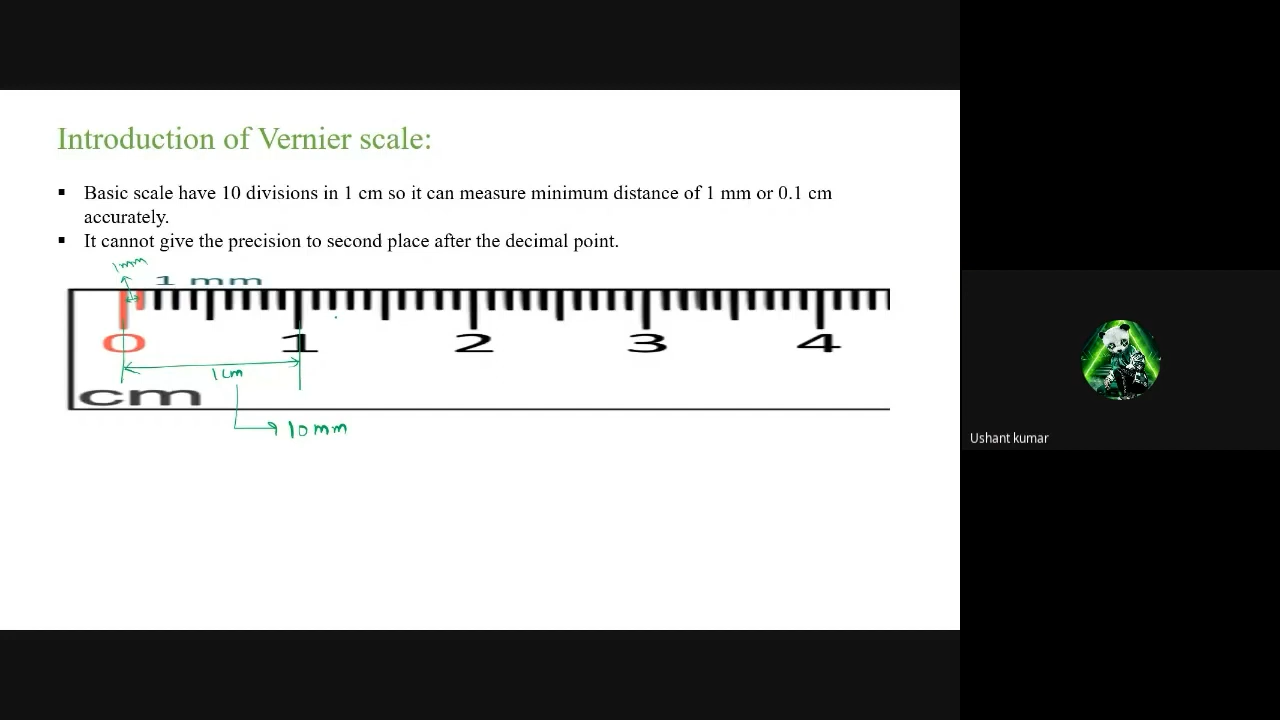 Introduction of Vernier scale:
▪ Basic scale have 10 divisions in 1 cm so it can measure minimum distance of 1 mm or 0.1 cm
accurately.
▪ It cannot give the precision to second place after the decimal point.
1mm
1 mm
0 1 2 3 4
1cm
cm
10mm
Ushant kumar